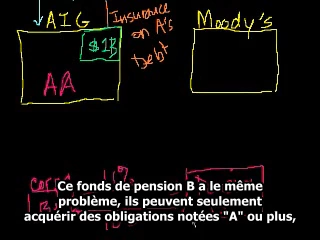 AIG
Insurance
on A's
Debt
Moody's
$1B
AA
Ce fonds de pension B a le même
problème, ils peuvent seulement
acquérir des obligations notées "A" ou plus,